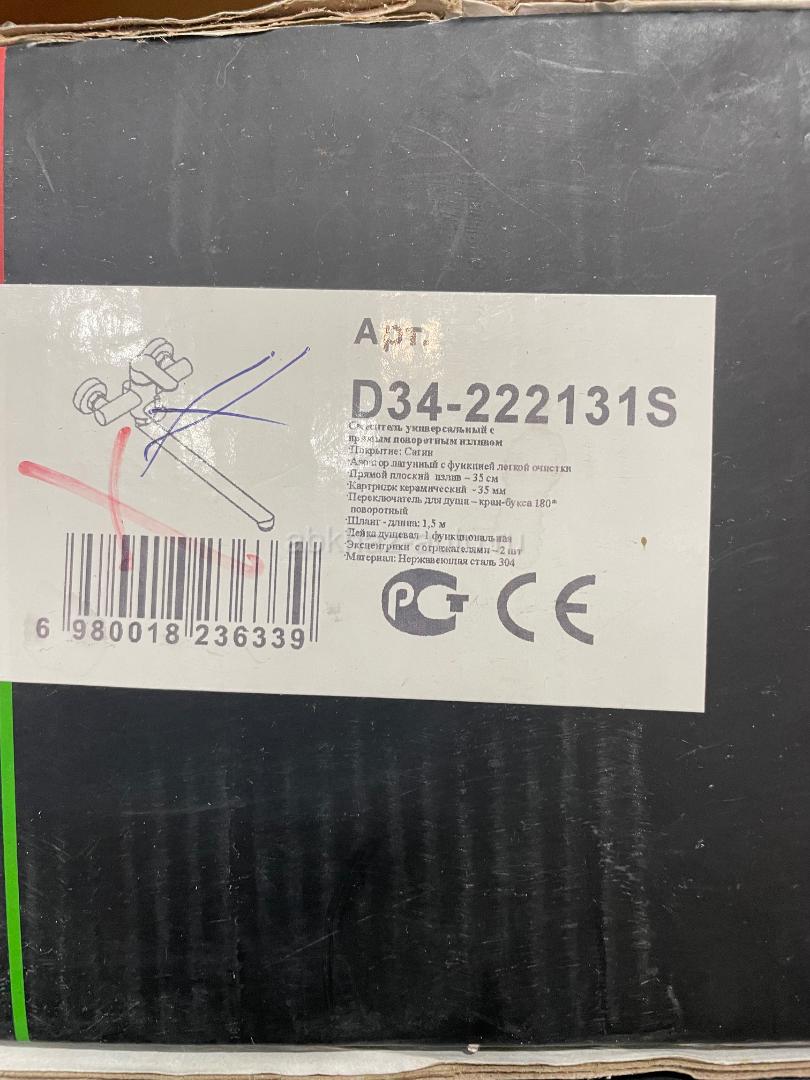 Арт.
D34-222131S
Смеситель универсальный с
прямым поворотным изливом
·Покрытие: Сатин
·Аэратор латунный с функцией легкой очистки
·Прямой плоский излив – 35 см
·Картридж керамический - 35 мм
·Переключатель для душа – кран-букса 180°
поворотный
·Шланг - длина: 1,5 м
·Лейка душевая 1 функциональная
·Эксцентрики с отражателями – 2 шт
·Материал: Нержавеющая сталь 304
РСТ CE
6 980018 236339